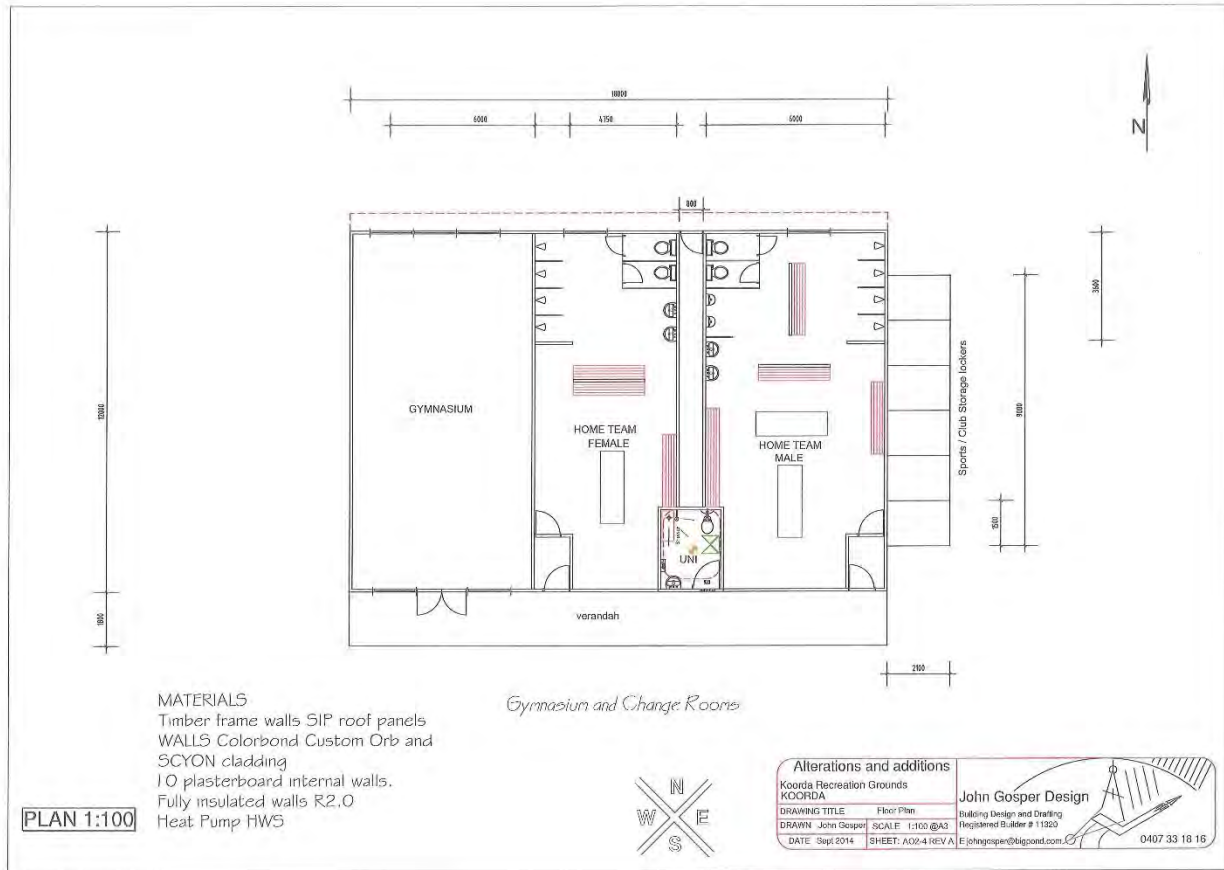 18000
6000
4750
6000
N
800
3600
12000
9000
Sports / Club Storage lockers
GYMNASIUM
HOME TEAM
FEMALE
HOME TEAM
MALE
1500
UNI
1800
verandah
2100
MATERIALS
Timber frame walls SIP roof panels
WALLS Colorbond Custom Orb and
SCYON cladding
10 plasterboard internal walls.
Fully insulated walls R2.0
Heat Pump HWS
Gymnasium and Change Rooms
PLAN 1:100
N
W E
S
Alterations and additions
Koorda Recreation Grounds
KOORDA
DRAWING TITLE Floor Plan
DRAWN John Gosper SCALE 1:100 @A3
DATE Sept 2014 SHEET: AO2-4 REV A
John Gosper Design
Building Design and Drafting
Registered Builder # 11320
E johngosper@bigpond.com
0407 33 18 16